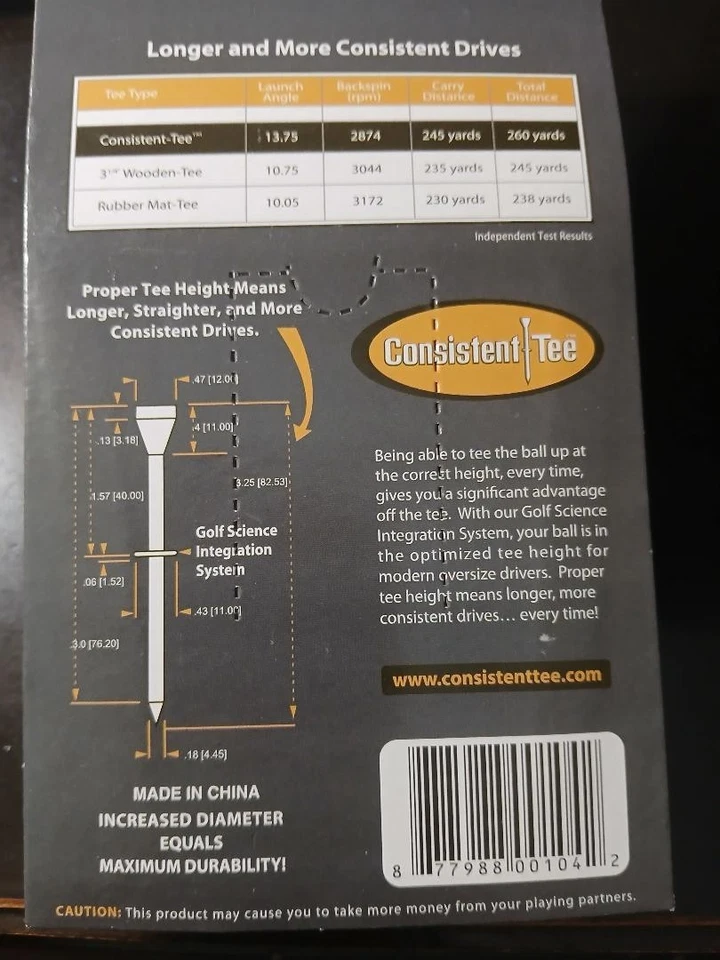 Longer and More Consistent Drives
Tee Type Launch Angle Backspin (rpm) Carry Distance Total Distance
Consistent-Tee™ 13.75 2874 245 yards 260 yards
Wooden-Tee 10.75 3044 235 yards 245 yards
Rubber Mat-Tee 10.05 3172 230 yards 238 yards
Independent Test Results
Proper Tee Height Means
Longer, Straighter, and More
Consistent Drives.
Consistent Tee™
.47 [12.00]
.13 [3.18]
.4 [11.00]
1.57 [40.00]
3.25 [82.53]
Golf Science
Integration
System
.06 [1.52]
.43 [11.00]
3.0 [76.20]
.18 [4.45]
Being able to tee the ball up at
the correct height, every time,
gives you a significant advantage
off the tee. With our Golf Science
Integration System, your ball is in
the optimized tee height for
modern oversize drivers. Proper
tee height means longer, more
consistent drives... every time!
www.consistenttee.com
MADE IN CHINA
INCREASED DIAMETER
EQUALS
MAXIMUM DURABILITY!
8 77988 00104 2
CAUTION: This product may cause you to take more money from your playing partners.